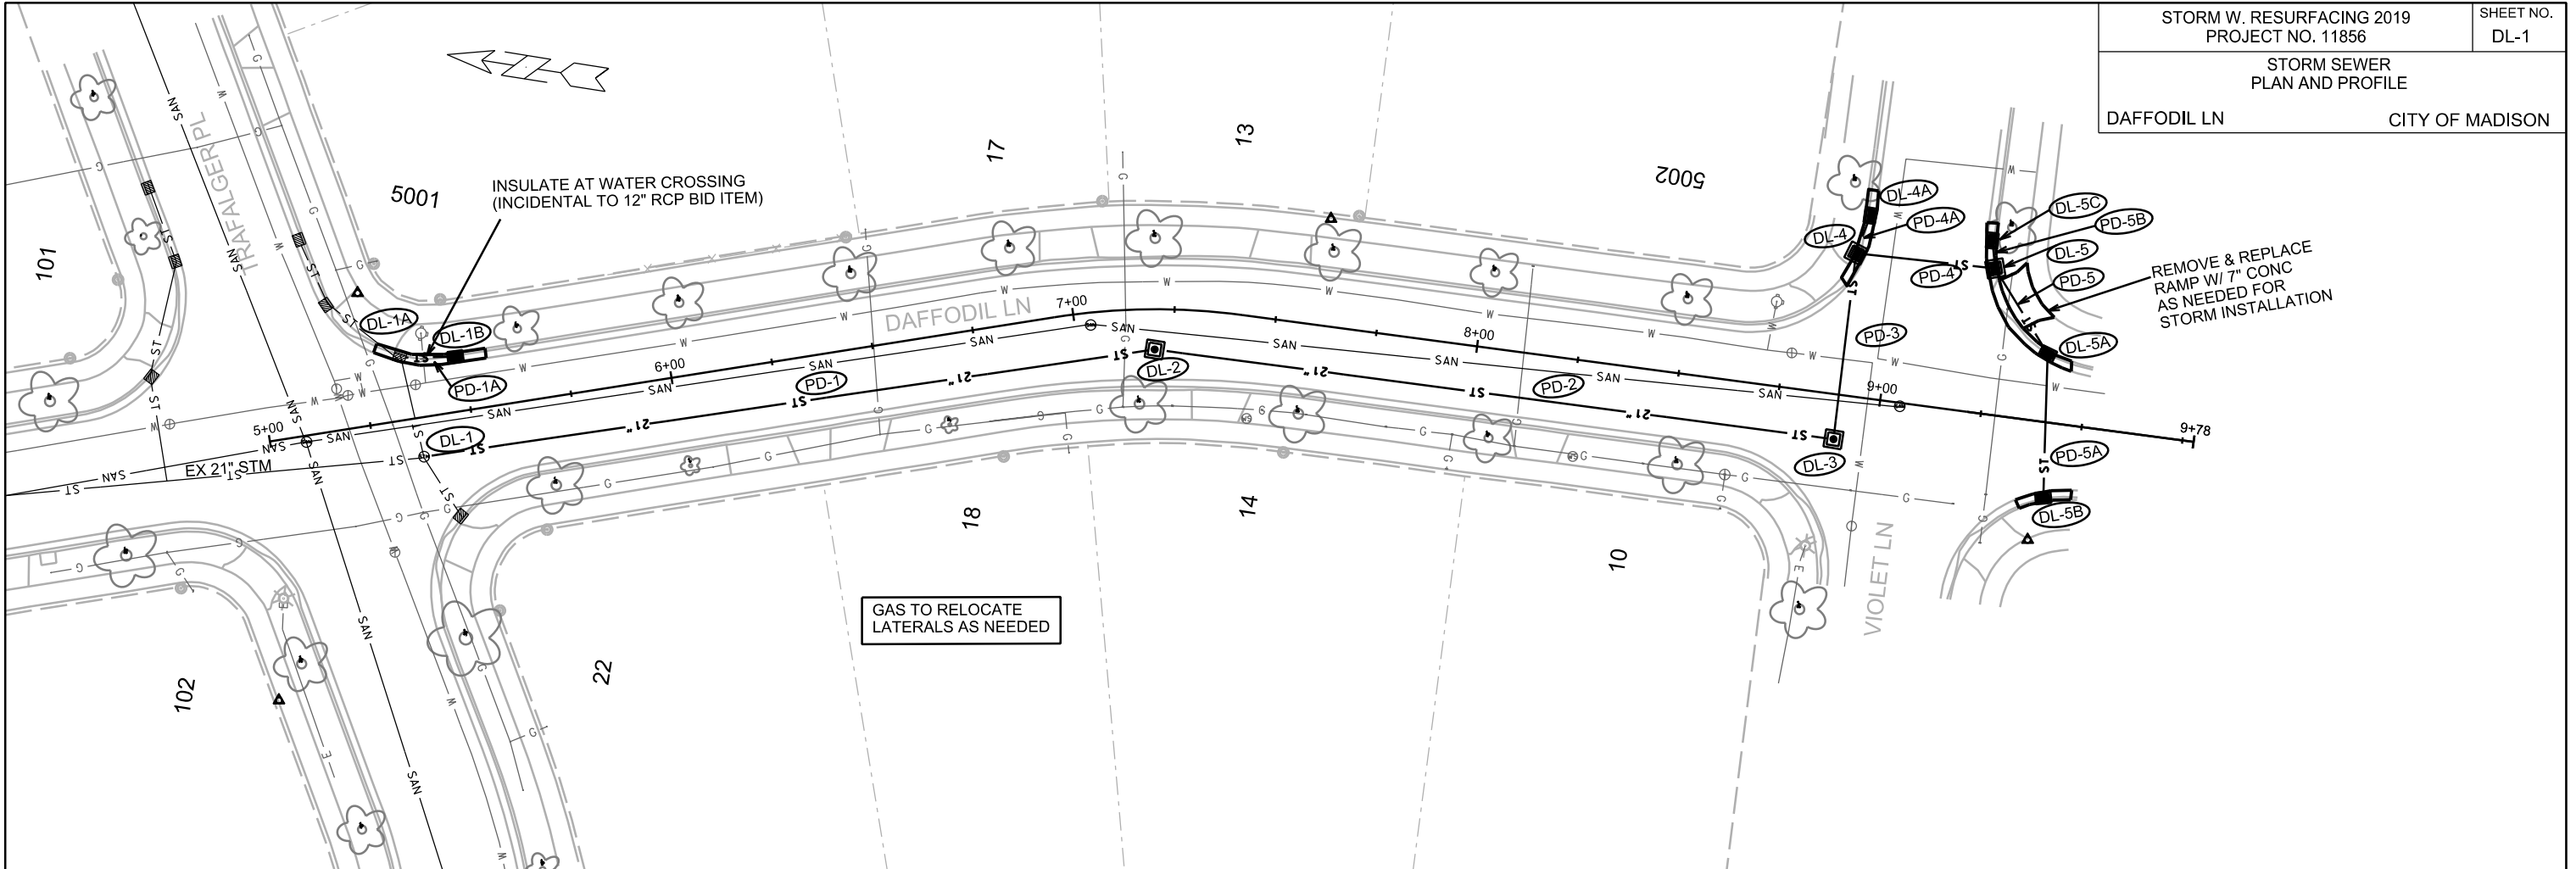 STORM W. RESURFACING 2019
PROJECT NO. 11856
SHEET NO.
DL-1
STORM SEWER
PLAN AND PROFILE
DAFFODIL LN
CITY OF MADISON
TRAFALGER PL
101
5001
INSULATE AT WATER CROSSING
(INCIDENTAL TO 12" RCP BID ITEM)
17
13
5002
DL-1A
DL-1B
PD-1A
DAFFODIL LN
5+00
6+00
7+00
8+00
9+00
9+78
PD-1
DL-1
DL-2
PD-2
DL-3
PD-3
DL-4
DL-4A
PD-4A
PD-4
DL-5C
PD-5B
DL-5
PD-5
DL-5A
PD-5A
DL-5B
REMOVE & REPLACE
RAMP W/ 7" CONC
AS NEEDED FOR
STORM INSTALLATION
EX 21" STM
21"
21"
21"
21"
ST
SAN
W
G
E
102
22
18
14
10
VIOLET LN
GAS TO RELOCATE
LATERALS AS NEEDED